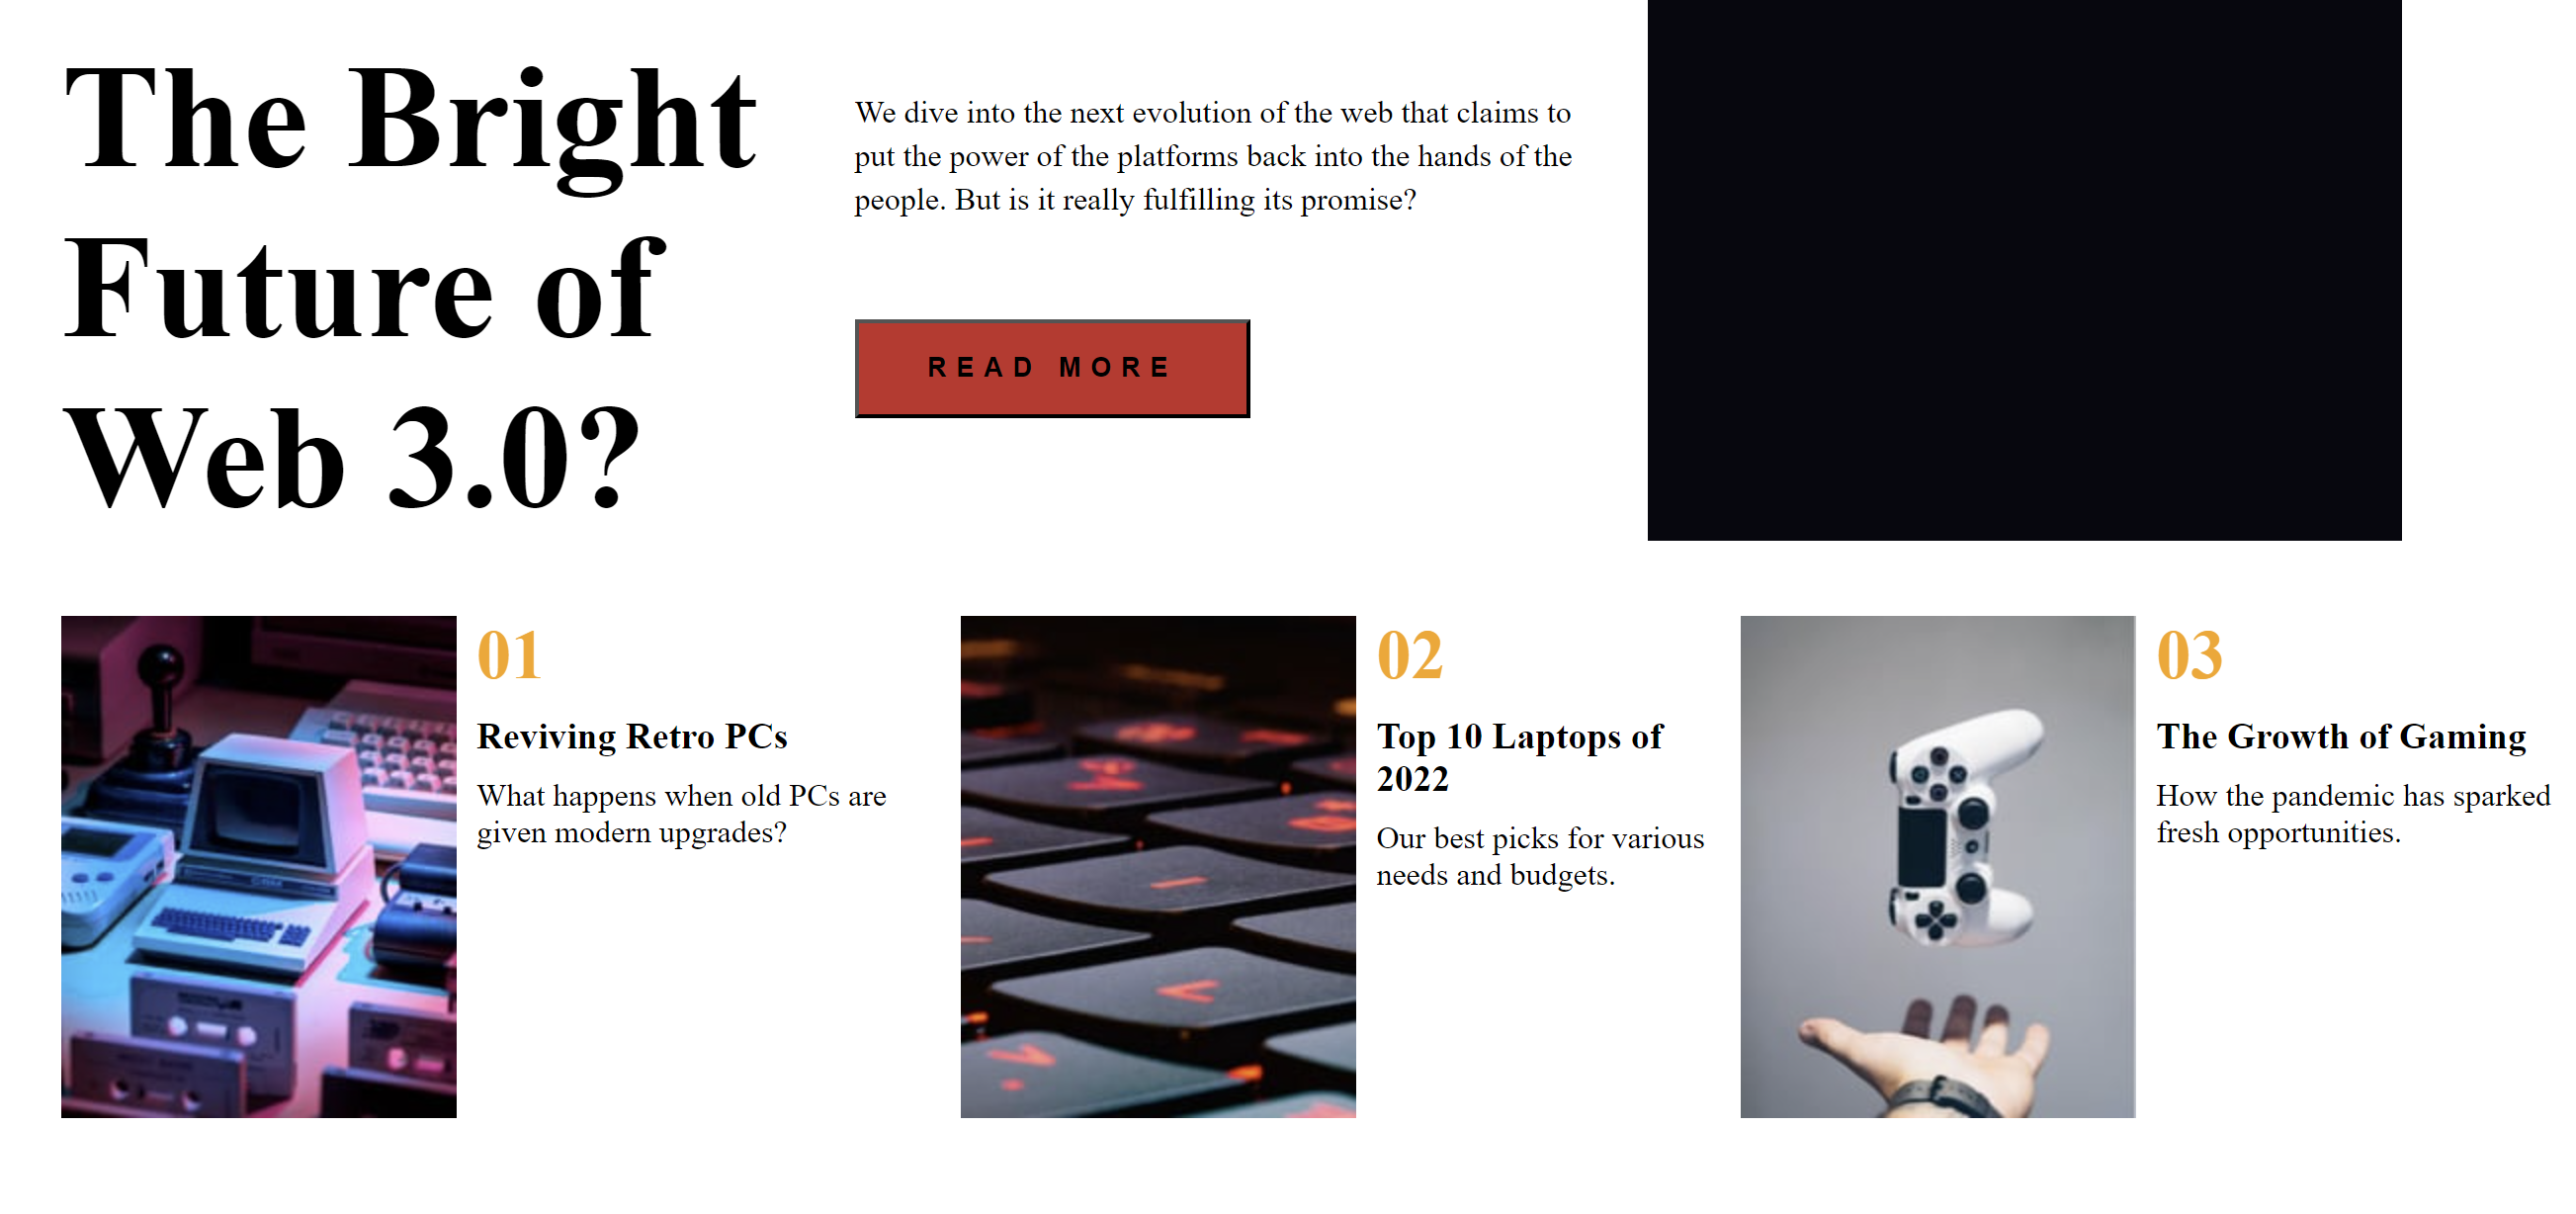 The Bright
Future of
Web 3.0?
We dive into the next evolution of the web that claims to
put the power of the platforms back into the hands of the
people. But is it really fulfilling its promise?
READ MORE
01
Reviving Retro PCs
What happens when old PCs are
given modern upgrades?
02
Top 10 Laptops of
2022
Our best picks for various
needs and budgets.
03
The Growth of Gaming
How the pandemic has sparked
fresh opportunities.